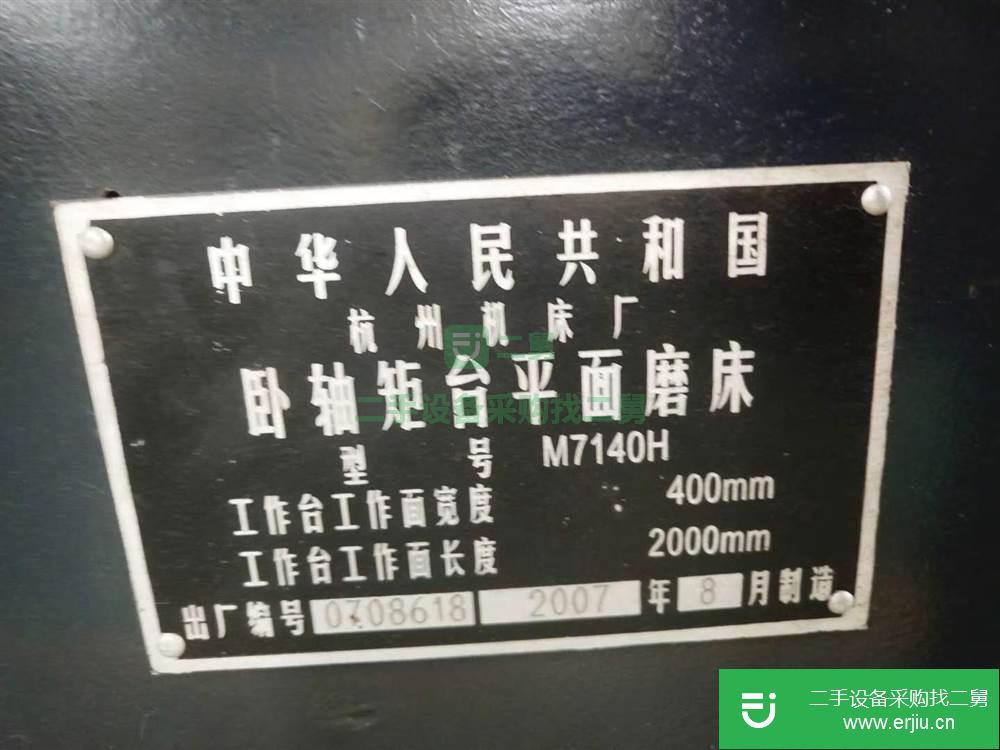 中华人民共和国
杭州机床厂
卧轴矩台平面磨床
型号 M7140H
工作台工作面宽度 400mm
工作台工作面长度 2000mm
出厂编号 0708618 2007 年 8 月制造
二舅
二手设备采购找二舅
二手设备采购找二舅
www.erjiu.cn